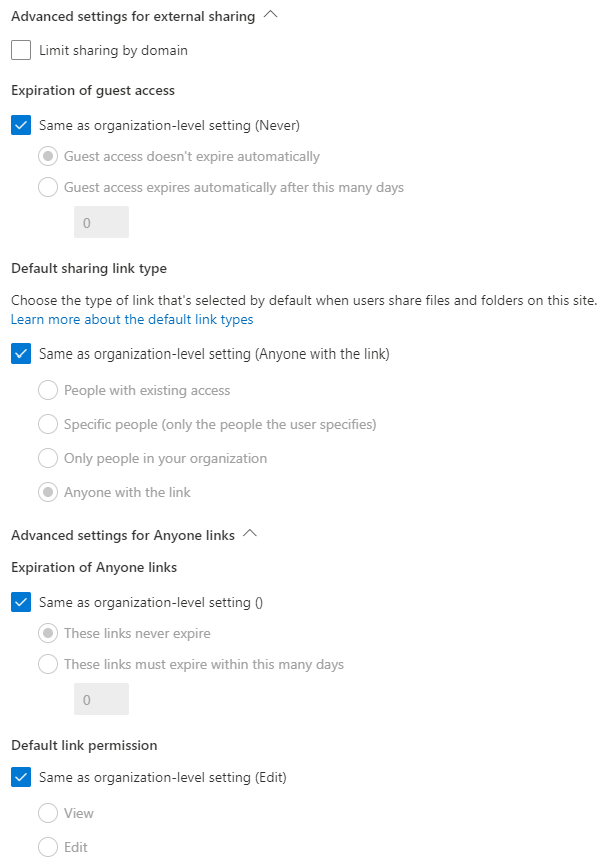 Advanced settings for external sharing
Limit sharing by domain
Expiration of guest access
Same as organization-level setting (Never)
Guest access doesn't expire automatically
Guest access expires automatically after this many days
0
Default sharing link type
Choose the type of link that's selected by default when users share files and folders on this site.
Learn more about the default link types
Same as organization-level setting (Anyone with the link)
People with existing access
Specific people (only the people the user specifies)
Only people in your organization
Anyone with the link
Advanced settings for Anyone links
Expiration of Anyone links
Same as organization-level setting ()
These links never expire
These links must expire within this many days
0
Default link permission
Same as organization-level setting (Edit)
View
Edit